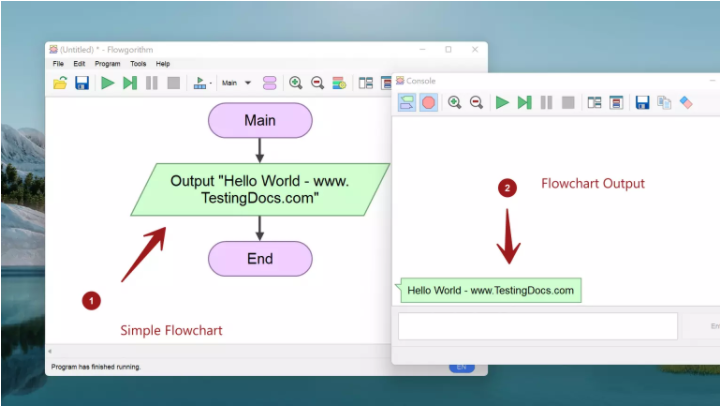 (Untitled) * - Flowgorithm
File Edit Program Tools Help
Main
Main
Output "Hello World - www.
TestingDocs.com"
End
1
Simple Flowchart
Program has finished running.
EN
Console
2
Flowchart Output
Hello World - www.TestingDocs.com